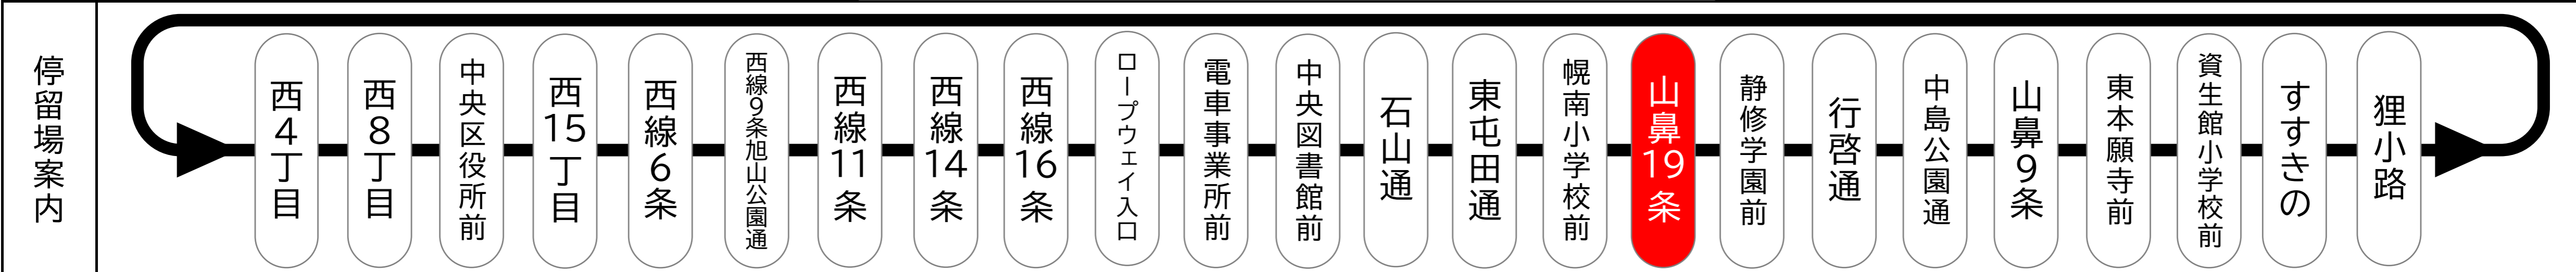 停留場案内
西4丁目
西8丁目
中央区役所前
西15丁目
西線6条
西線9条旭山公園通
西線11条
西線14条
西線16条
ロープウェイ入口
電車事業所前
中央図書館前
石山通
東屯田通
幌南小学校前
山鼻19条
静修学園前
行啓通
中島公園通
山鼻9条
東本願寺前
資生館小学校前
すすきの
狸小路